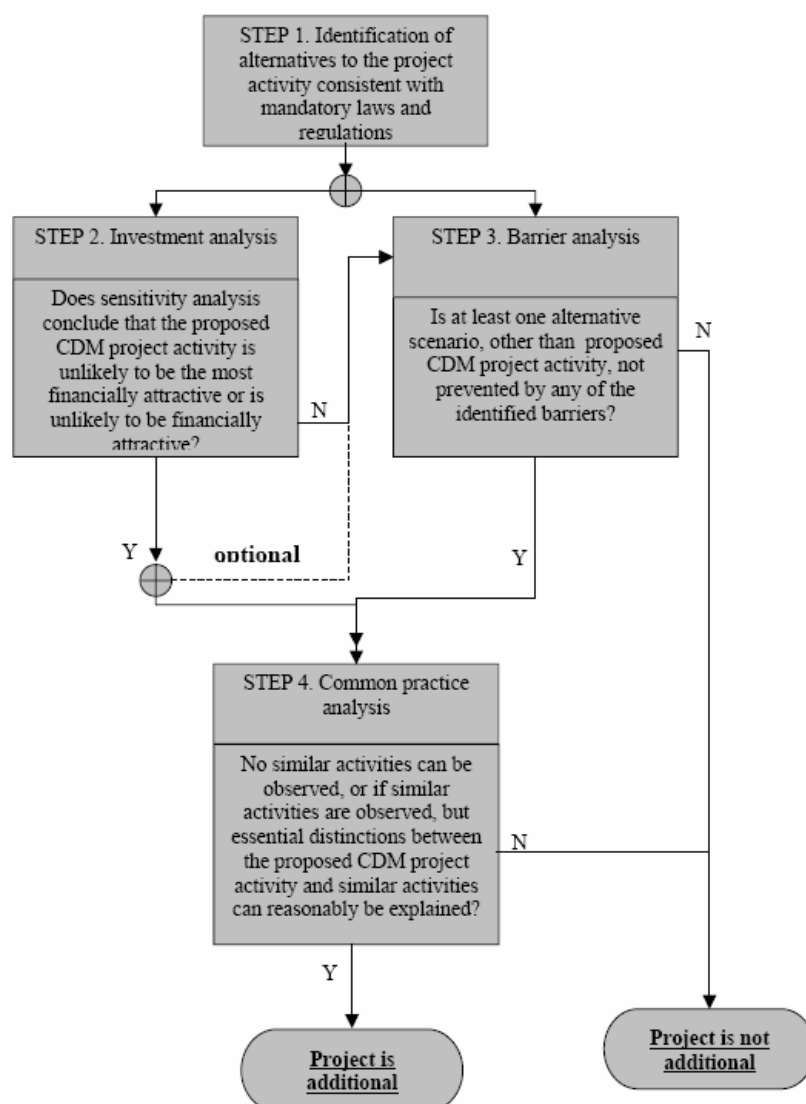 STEP 1. Identification of
alternatives to the project
activity consistent with
mandatory laws and
regulations
STEP 2. Investment analysis
Does sensitivity analysis
conclude that the proposed
CDM project activity is
unlikely to be the most
financially attractive or is
unlikely to be financially
attractive?
STEP 3. Barrier analysis
Is at least one alternative
scenario, other than proposed
CDM project activity, not
prevented by any of the
identified barriers?
N
N
Y
optional
Y
STEP 4. Common practice
analysis
No similar activities can be
observed, or if similar
activities are observed, but
essential distinctions between
the proposed CDM project
activity and similar activities
can reasonably be explained?
N
Y
Project is
additional
Project is not
additional